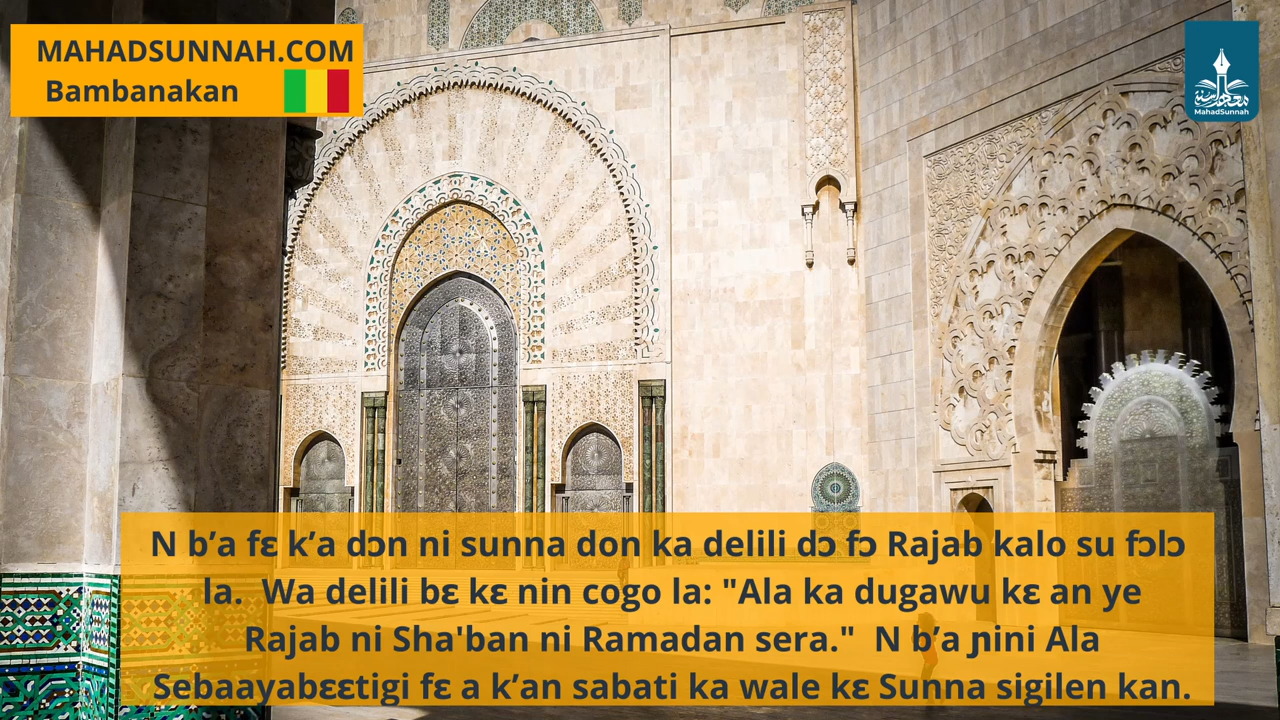 MAHADSUNNAH.COM
Bambanakan
معهد السنة
MahadSunnah
N b’a fɛ k’a dɔn ni sunna don ka delili dɔ fɔ Rajab kalo su fɔlɔ
la. Wa delili bɛ kɛ nin cogo la: "Ala ka dugawu kɛ an ye
Rajab ni Sha'ban ni Ramadan sera." N b’a ɲini Ala
Sebaayabɛɛtigi fɛ a k’an sabati ka wale kɛ Sunna sigilen kan.